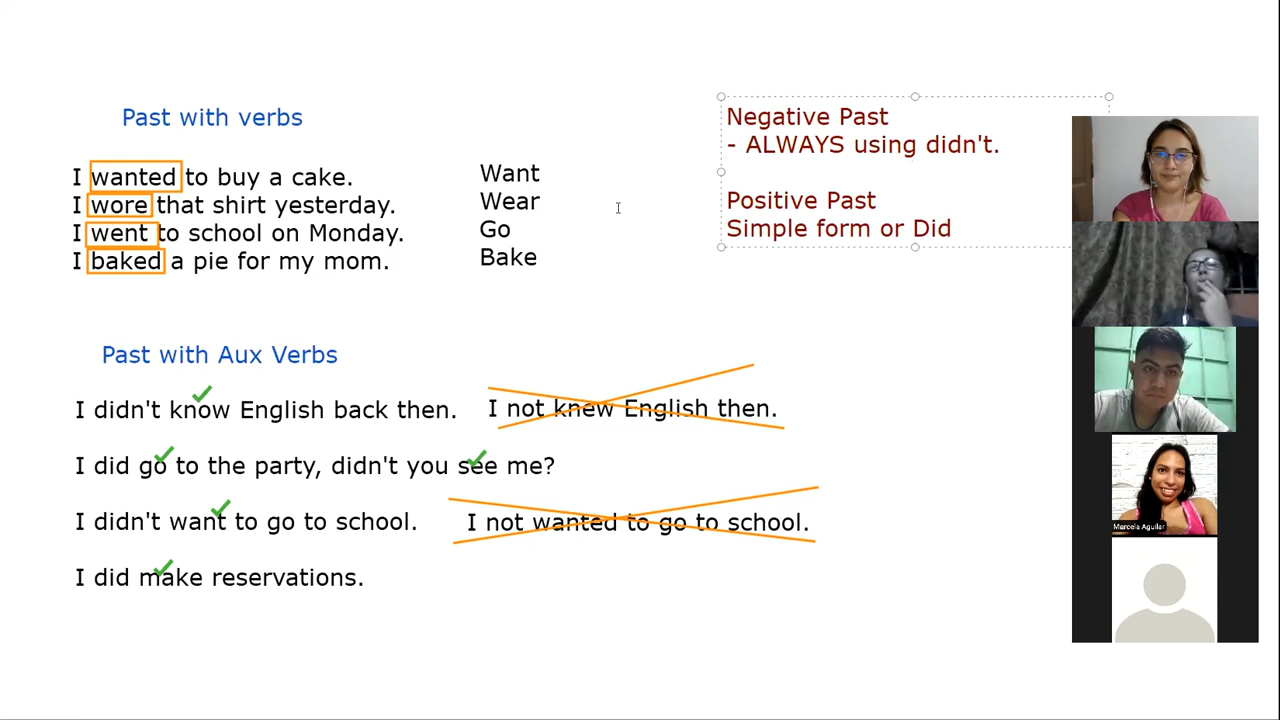 Past with verbs
I wanted to buy a cake.
I wore that shirt yesterday.
I went to school on Monday.
I baked a pie for my mom.
Want
Wear
Go
Bake
Negative Past
- ALWAYS using didn't.
Positive Past
Simple form or Did
Past with Aux Verbs
I didn't know English back then.
I not knew English then.
I did go to the party, didn't you see me?
I didn't want to go to school.
I not wanted to go to school.
I did make reservations.
Marcela Aguilar